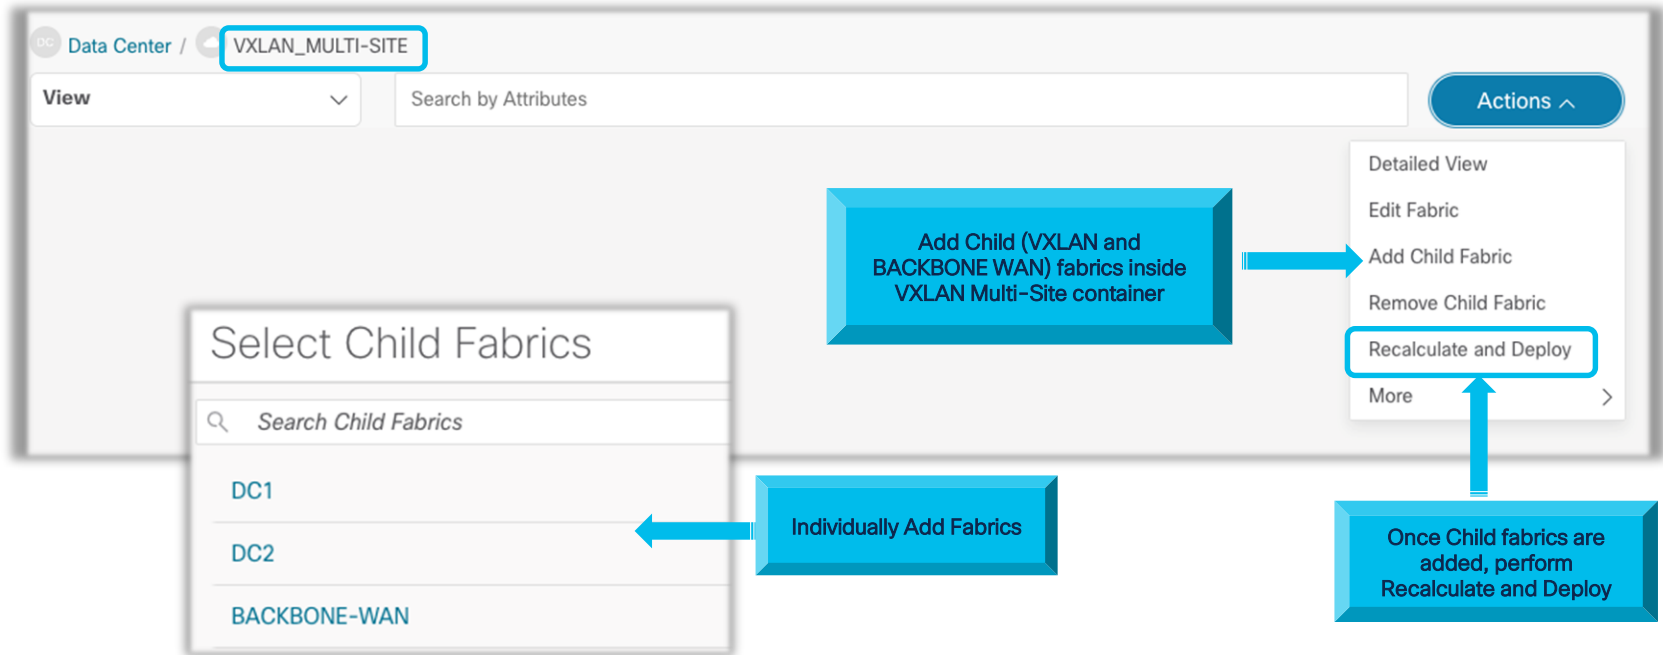 DC Data Center / VXLAN_MULTI-SITE
View
Search by Attributes
Actions
Detailed View
Edit Fabric
Add Child Fabric
Remove Child Fabric
Recalculate and Deploy
More
Add Child (VXLAN and
BACKBONE WAN) fabrics inside
VXLAN Multi-Site container
Select Child Fabrics
Search Child Fabrics
DC1
DC2
BACKBONE-WAN
Individually Add Fabrics
Once Child fabrics are
added, perform
Recalculate and Deploy